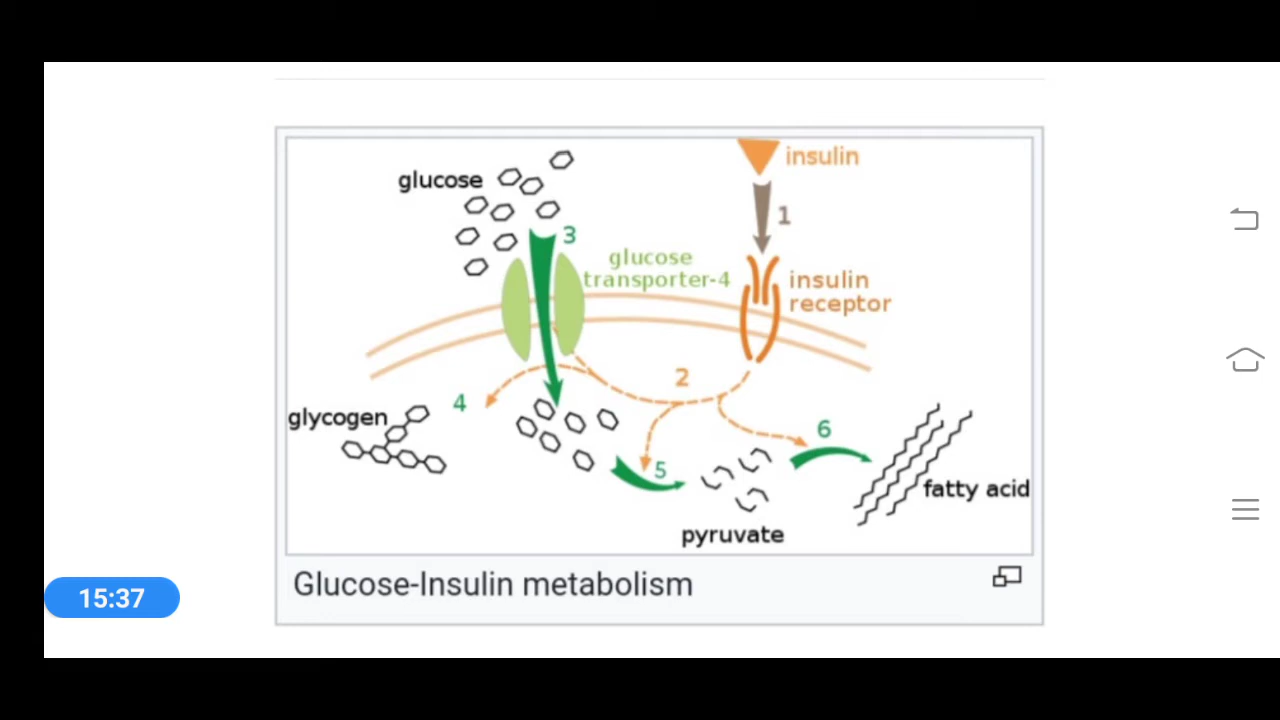 insulin
glucose
1
3
glucose
transporter-4
insulin
receptor
2
4
glycogen
6
5
fatty acid
pyruvate
Glucose-Insulin metabolism
15:37